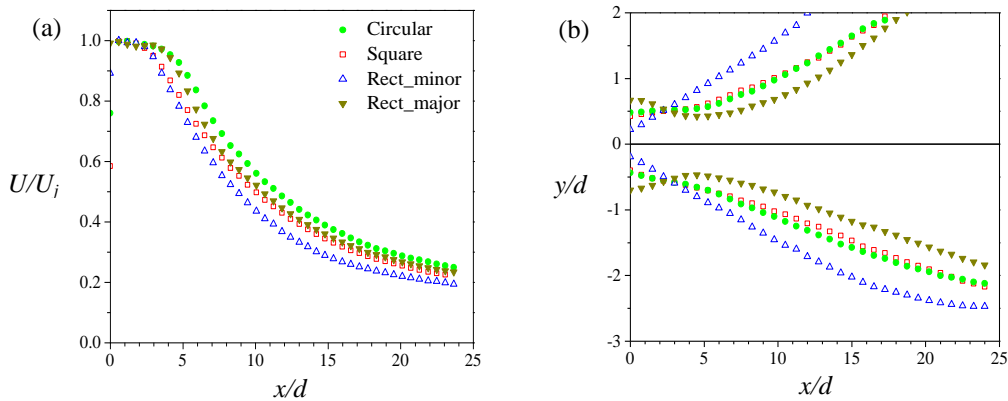 (a)
Circular
Square
Rect_minor
Rect_major
U/U_j
1.0
0.8
0.6
0.4
0.2
0.0
0 5 10 15 20 25
x/d
(b)
y/d
2
1
0
-1
-2
-3
0 5 10 15 20 25
x/d